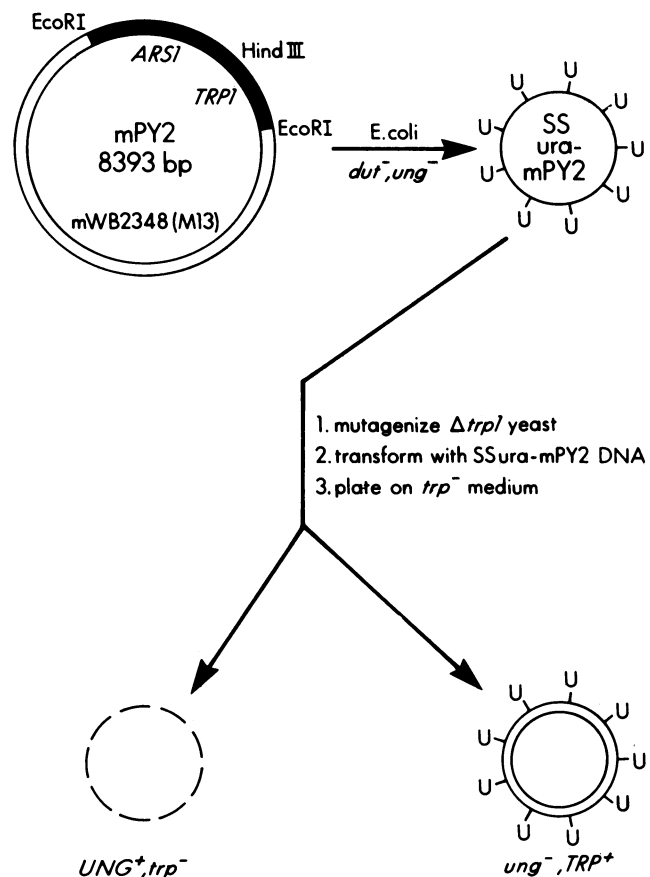 EcoRI
ARS1
Hind III
TRP1
EcoRI
mPY2
8393 bp
mWB2348 (M13)
E.coli
dut⁻,ung⁻
U
U
U
U
U
U
U
U
U
SS
ura-
mPY2
1. mutagenize Δtrp1 yeast
2. transform with SSura-mPY2 DNA
3. plate on trp⁻ medium
U
U
U
U
U
U
U
U
U
UNG⁺,trp⁻
ung⁻,TRP⁺